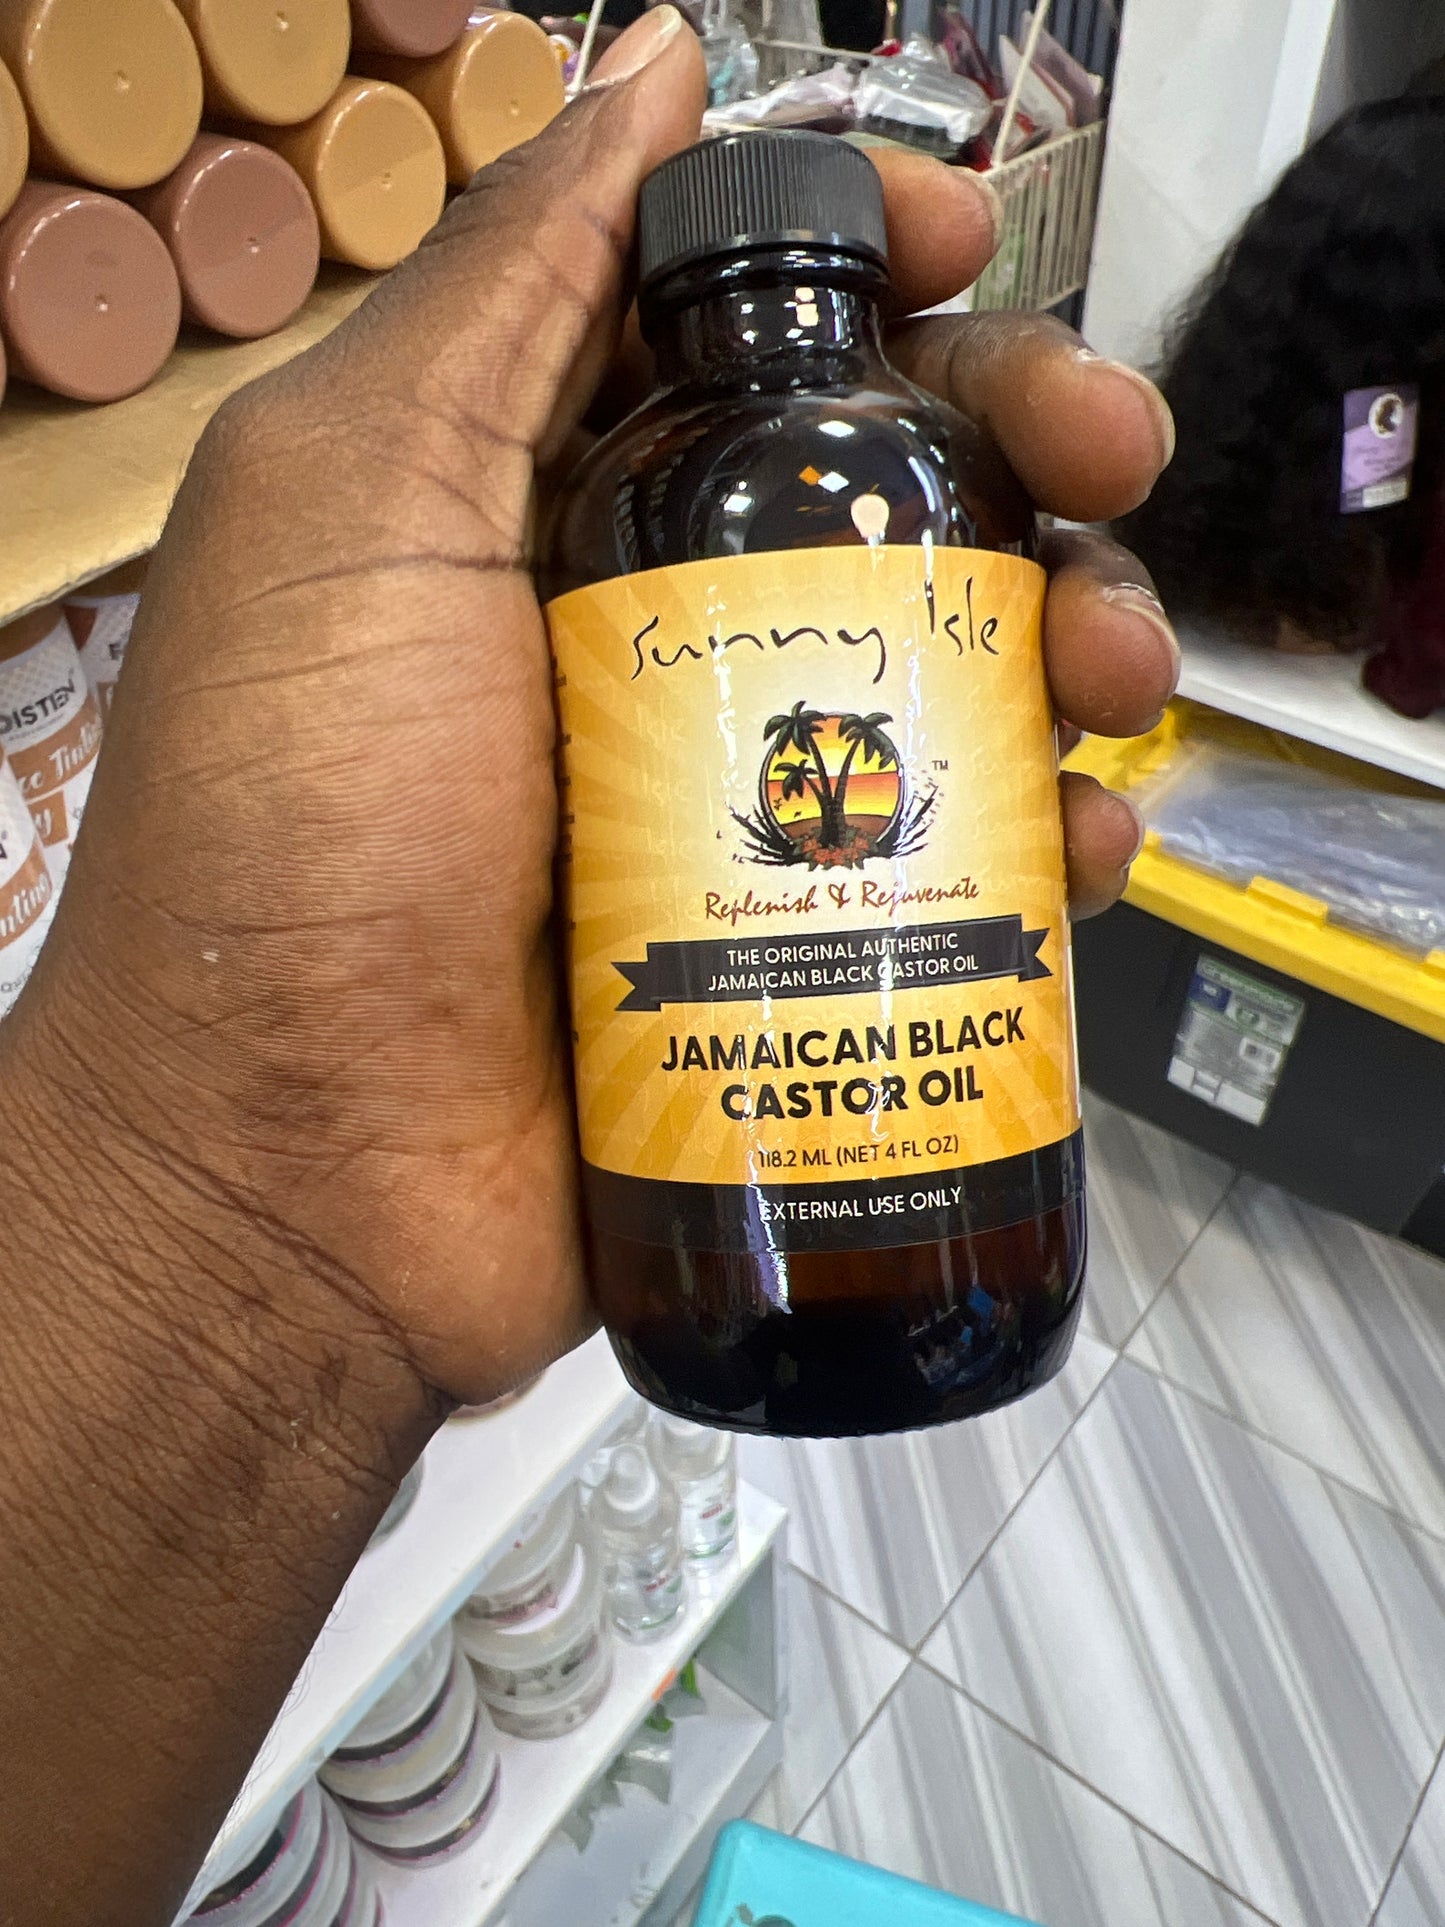 Sunny Isle
TM
Replenish & Rejuvenate
THE ORIGINAL AUTHENTIC
JAMAICAN BLACK CASTOR OIL
JAMAICAN BLACK
CASTOR OIL
118.2 ML (NET 4 FL OZ)
EXTERNAL USE ONLY